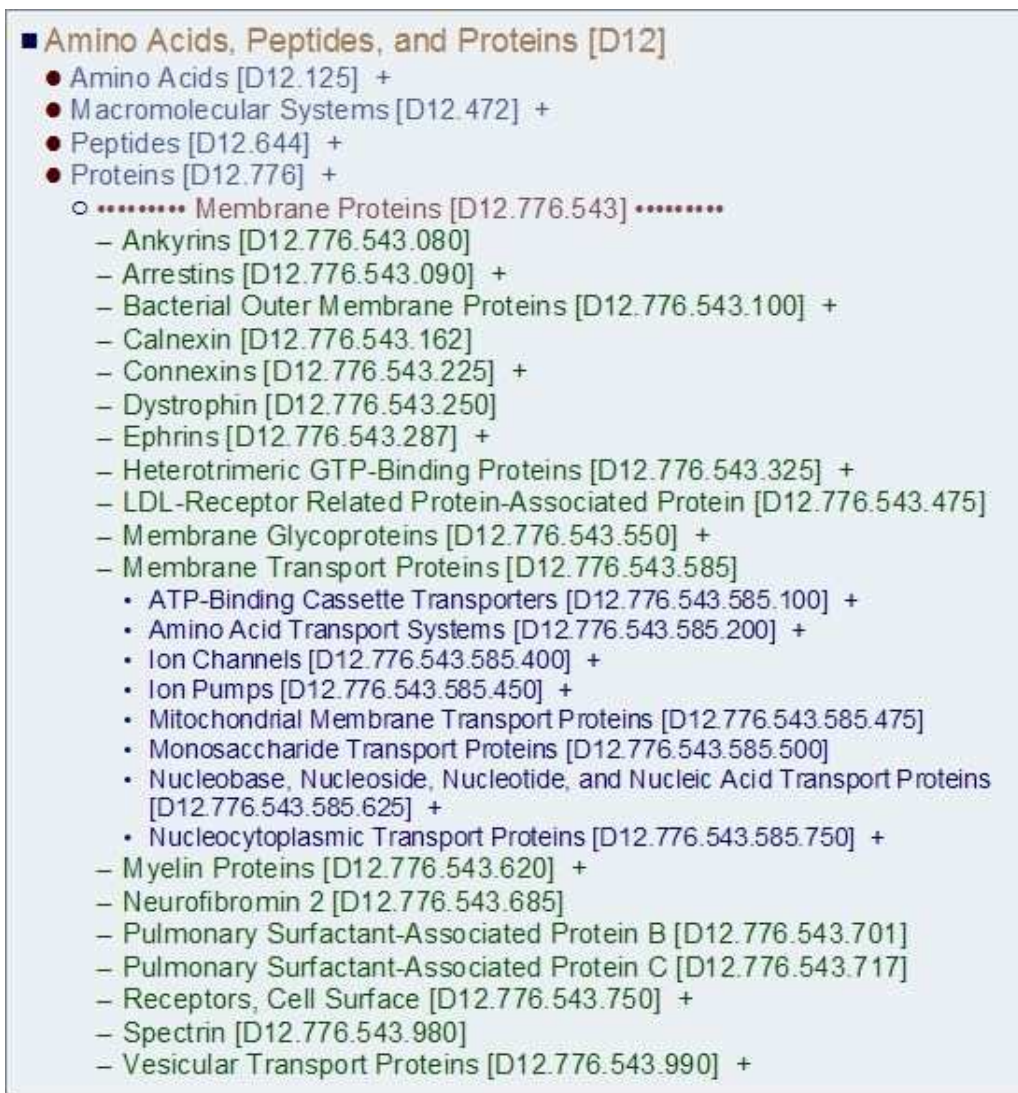 ■ Amino Acids, Peptides, and Proteins [D12]
● Amino Acids [D12.125] +
● Macromolecular Systems [D12.472] +
● Peptides [D12.644] +
● Proteins [D12.776] +
○ ••••••••• Membrane Proteins [D12.776.543] •••••••••
– Ankyrins [D12.776.543.080]
– Arrestins [D12.776.543.090] +
– Bacterial Outer Membrane Proteins [D12.776.543.100] +
– Calnexin [D12.776.543.162]
– Connexins [D12.776.543.225] +
– Dystrophin [D12.776.543.250]
– Ephrins [D12.776.543.287] +
– Heterotrimeric GTP-Binding Proteins [D12.776.543.325] +
– LDL-Receptor Related Protein-Associated Protein [D12.776.543.475]
– Membrane Glycoproteins [D12.776.543.550] +
– Membrane Transport Proteins [D12.776.543.585]
• ATP-Binding Cassette Transporters [D12.776.543.585.100] +
• Amino Acid Transport Systems [D12.776.543.585.200] +
• Ion Channels [D12.776.543.585.400] +
• Ion Pumps [D12.776.543.585.450] +
• Mitochondrial Membrane Transport Proteins [D12.776.543.585.475]
• Monosaccharide Transport Proteins [D12.776.543.585.500]
• Nucleobase, Nucleoside, Nucleotide, and Nucleic Acid Transport Proteins
[D12.776.543.585.625] +
• Nucleocytoplasmic Transport Proteins [D12.776.543.585.750] +
– Myelin Proteins [D12.776.543.620] +
– Neurofibromin 2 [D12.776.543.685]
– Pulmonary Surfactant-Associated Protein B [D12.776.543.701]
– Pulmonary Surfactant-Associated Protein C [D12.776.543.717]
– Receptors, Cell Surface [D12.776.543.750] +
– Spectrin [D12.776.543.980]
– Vesicular Transport Proteins [D12.776.543.990] +